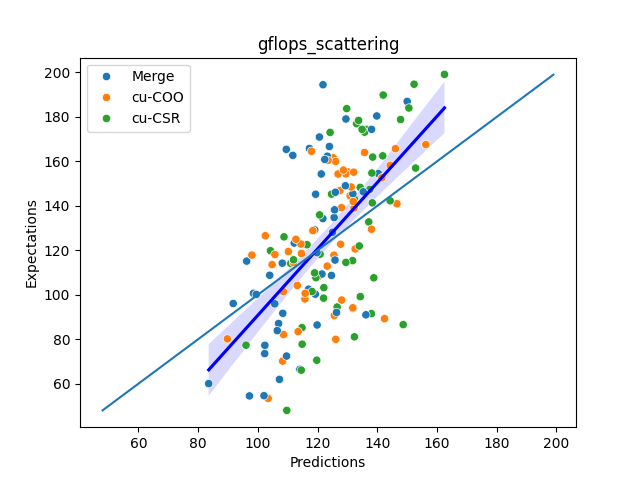 gflops_scattering
Merge
cu-COO
cu-CSR
Expectations
200
180
160
140
120
100
80
60
60 80 100 120 140 160 180 200
Predictions